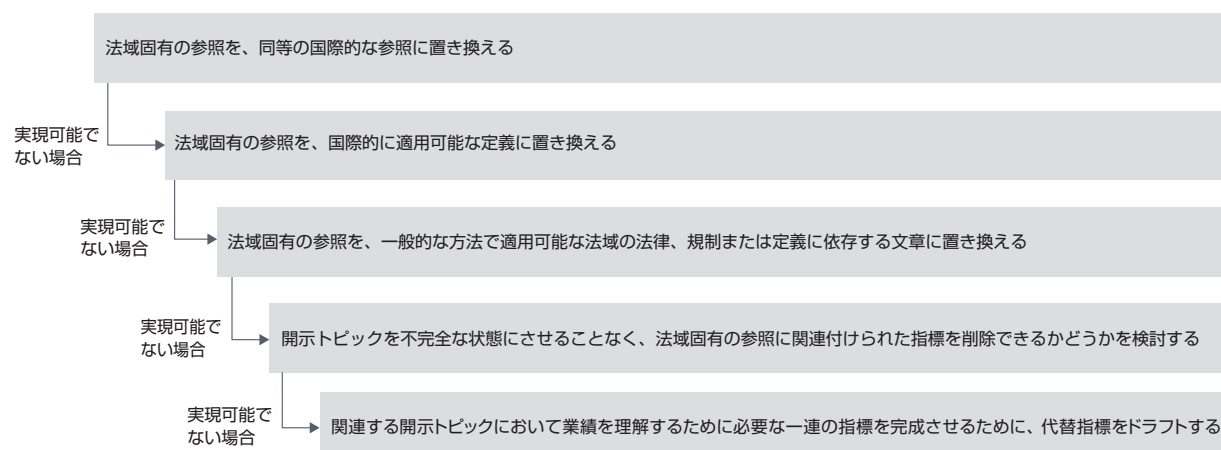 法域固有の参照を、同等の国際的な参照に置き換える
実現可能で
ない場合
法域固有の参照を、国際的に適用可能な定義に置き換える
実現可能で
ない場合
法域固有の参照を、一般的な方法で適用可能な法域の法律、規制または定義に依存する文章に置き換える
実現可能で
ない場合
開示トピックを不完全な状態にさせることなく、法域固有の参照に関連付けられた指標を削除できるかどうかを検討する
実現可能で
ない場合
関連する開示トピックにおいて業績を理解するために必要な一連の指標を完成させるために、代替指標をドラフトする